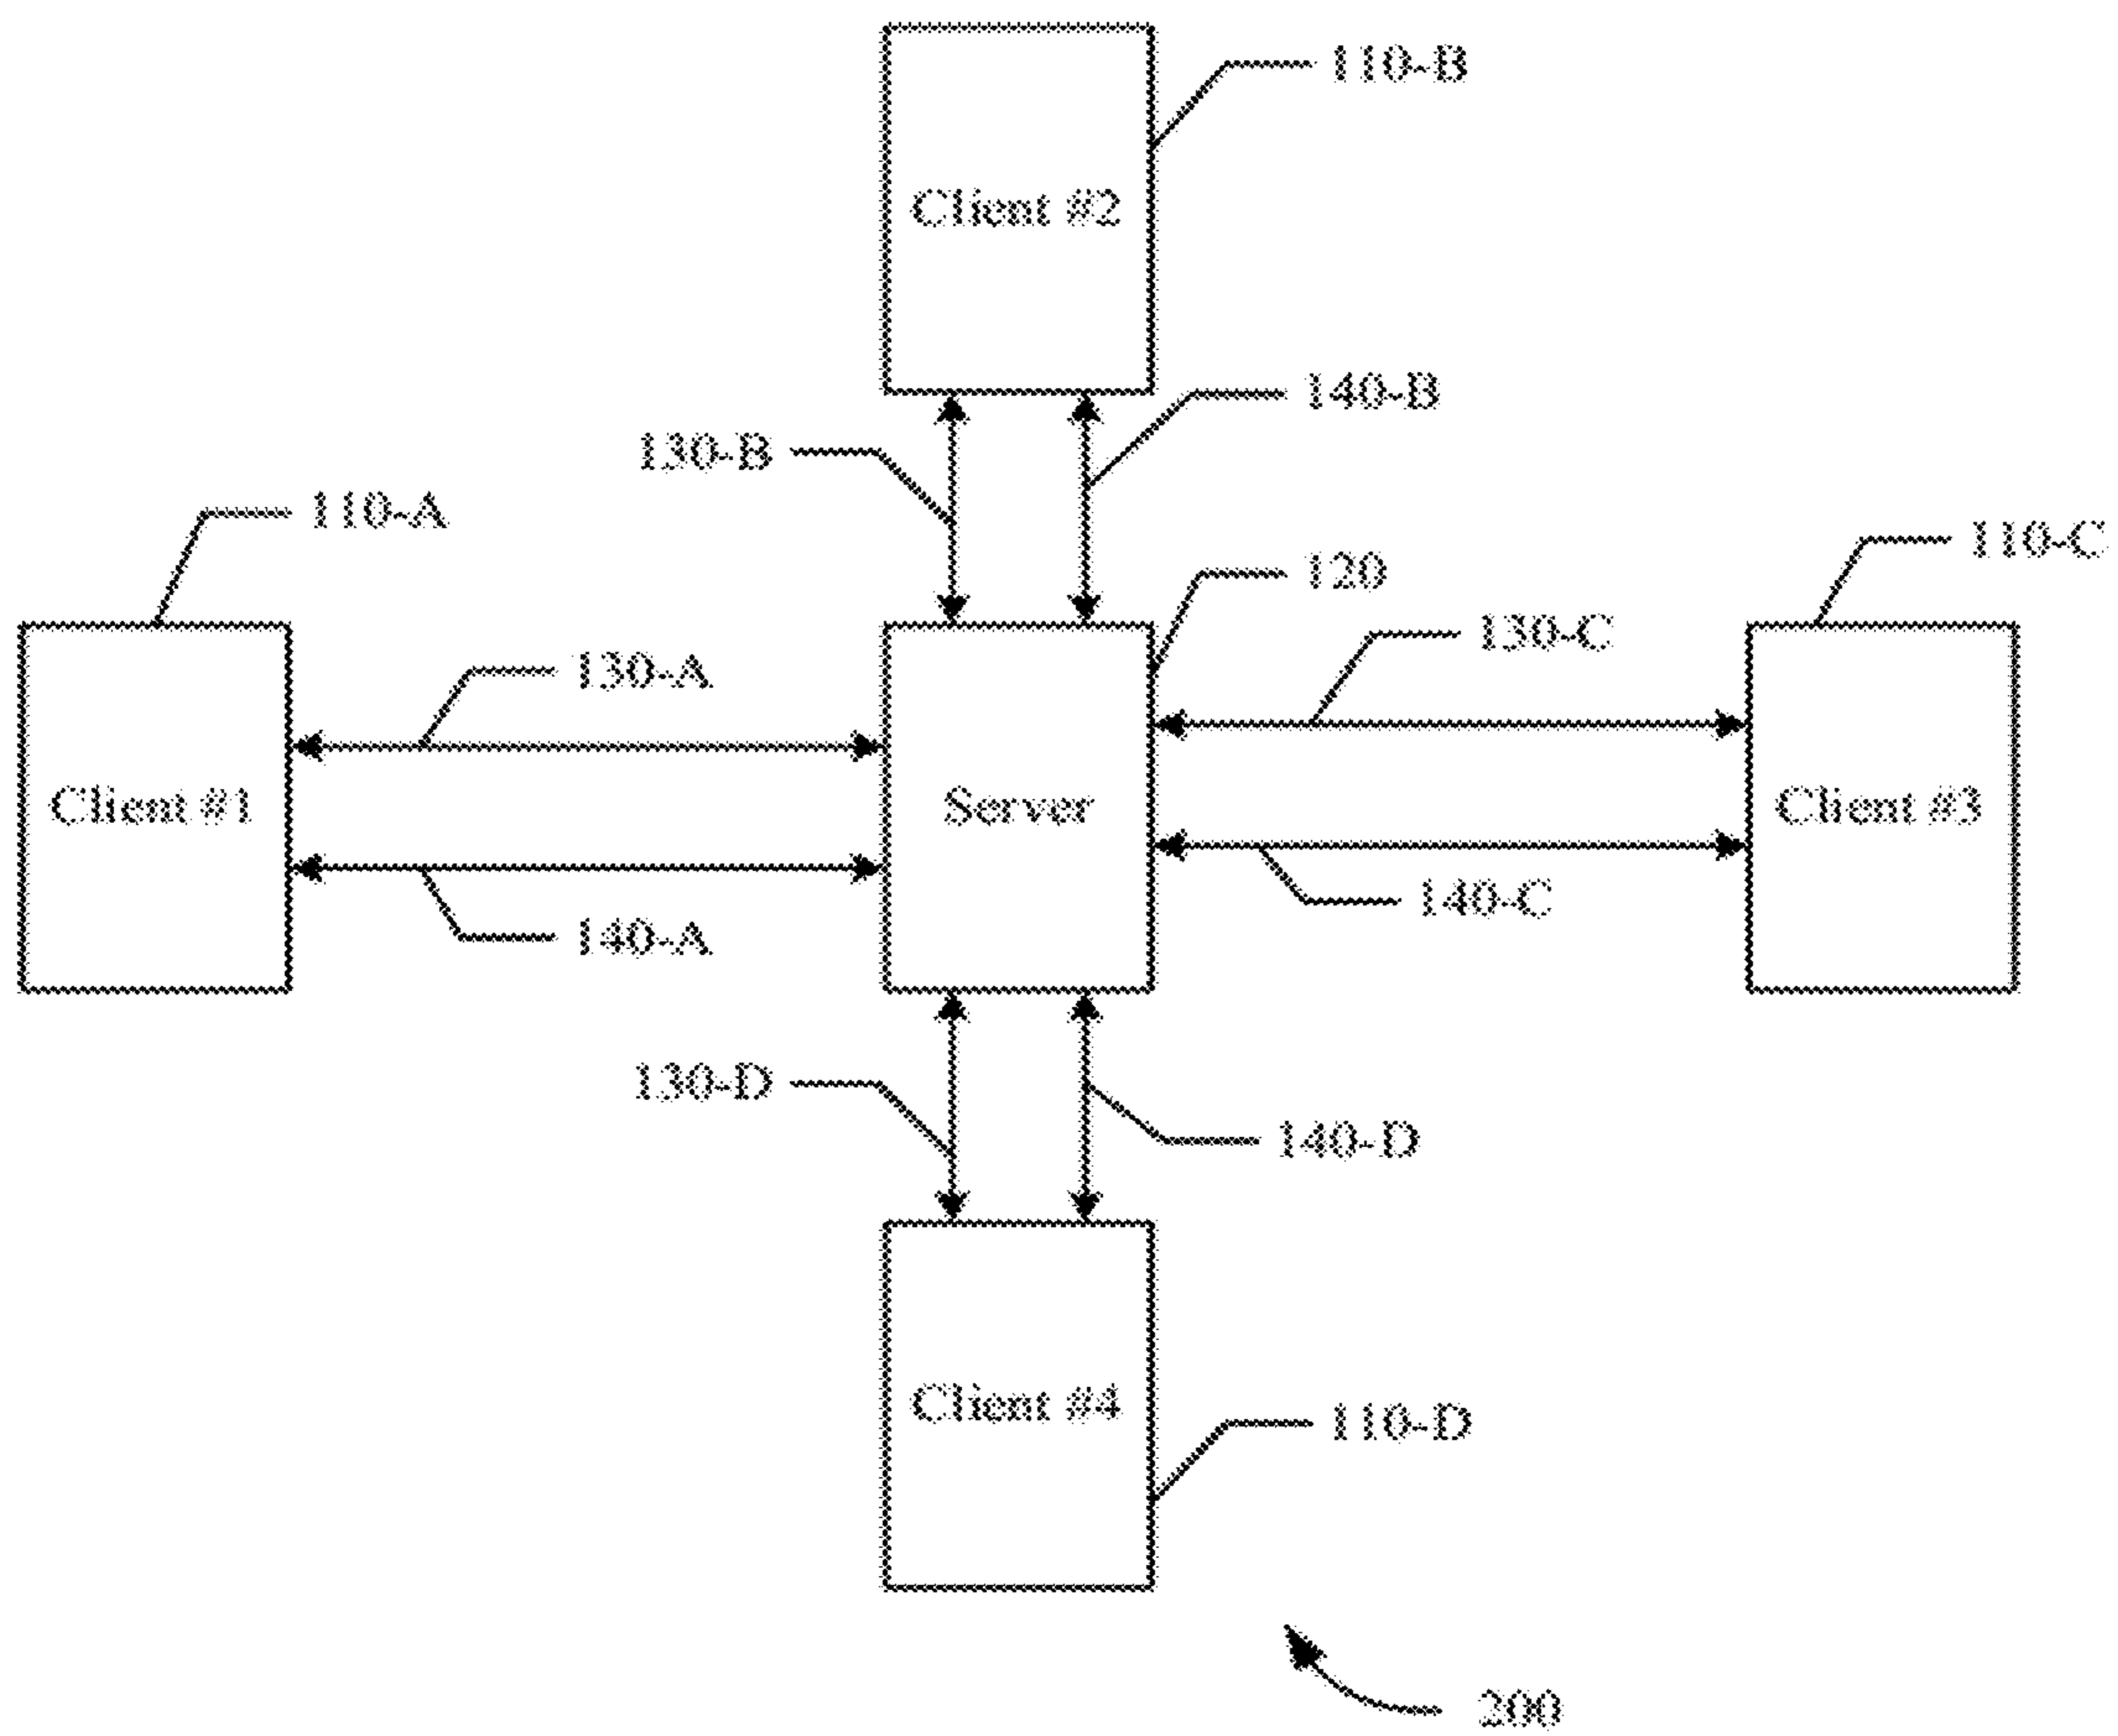 110-B
Client #2
140-B
130-B
110-A
110-C
120
130-C
130-A
Client #1
Server
Client #3
140-C
140-A
130-D
140-D
Client #4
110-D
200